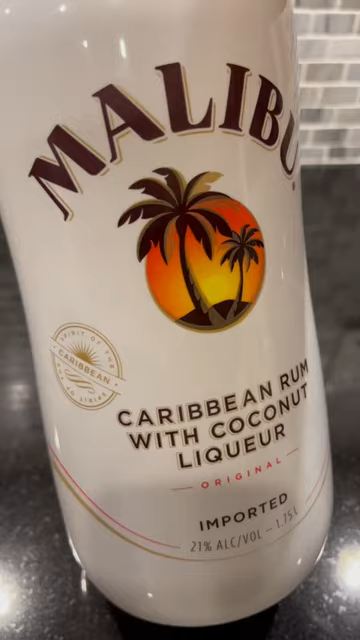 MALIBU
SPIRIT OF THE
CARIBBEAN
CARIBBEAN RUM
WITH COCONUT
LIQUEUR
ORIGINAL
IMPORTED
21% ALC/VOL – 1.75L